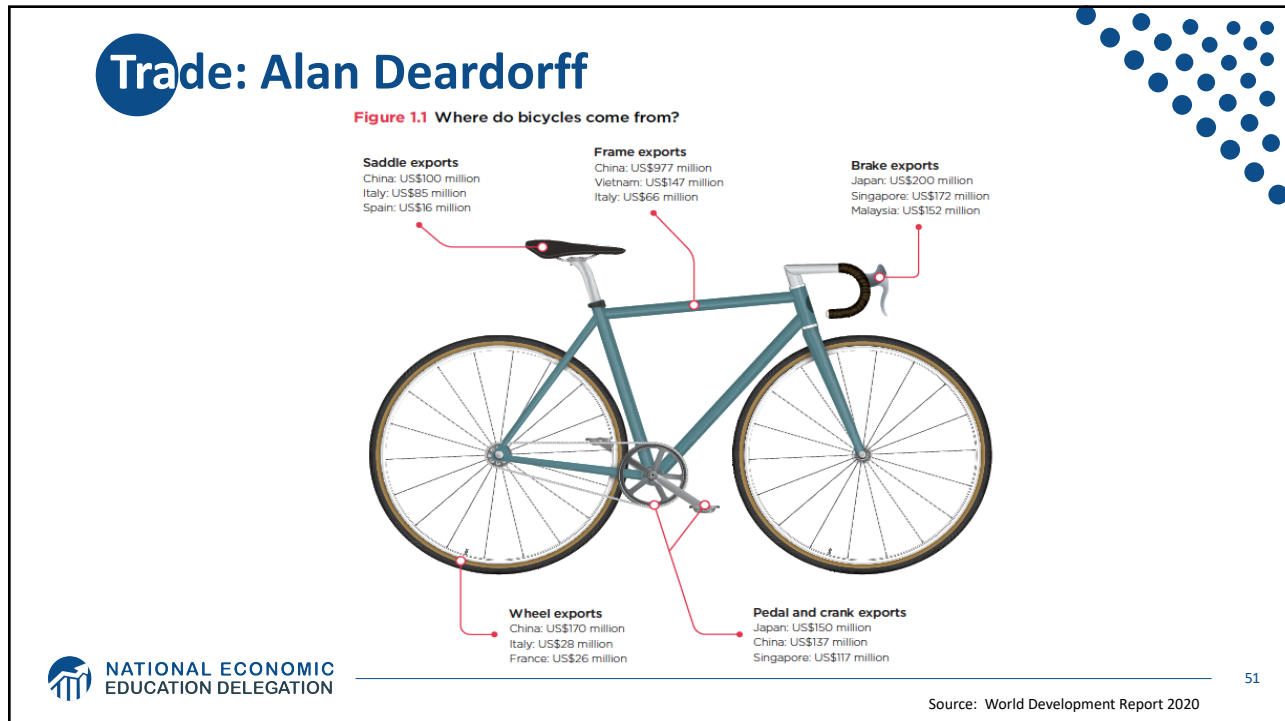 Trade: Alan Deardorff
Figure 1.1 Where do bicycles come from?
Saddle exports
China: US$100 million
Italy: US$85 million
Spain: US$16 million
Frame exports
China: US$977 million
Vietnam: US$147 million
Italy: US$66 million
Brake exports
Japan: US$200 million
Singapore: US$172 million
Malaysia: US$152 million
Wheel exports
China: US$170 million
Italy: US$28 million
France: US$26 million
Pedal and crank exports
Japan: US$150 million
China: US$137 million
Singapore: US$117 million
NATIONAL ECONOMIC
EDUCATION DELEGATION
51
Source: World Development Report 2020